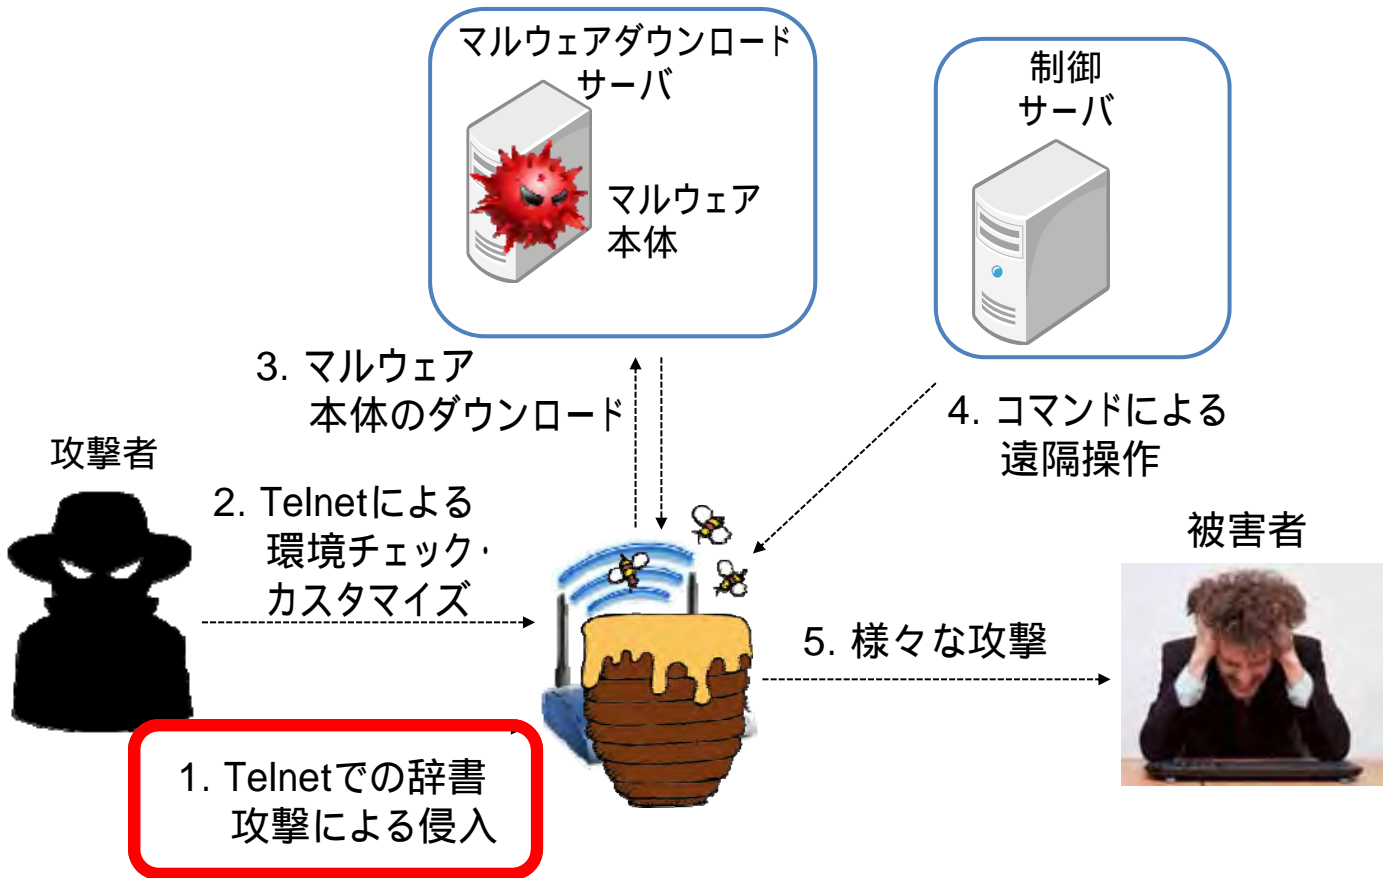 マルウェアダウンロード
サーバ
マルウェア
本体
制御
サーバ
3. マルウェア
本体のダウンロード
4. コマンドによる
遠隔操作
攻撃者
2. Telnetによる
環境チェック・
カスタマイズ
被害者
5. 様々な攻撃
1. Telnetでの辞書
攻撃による侵入